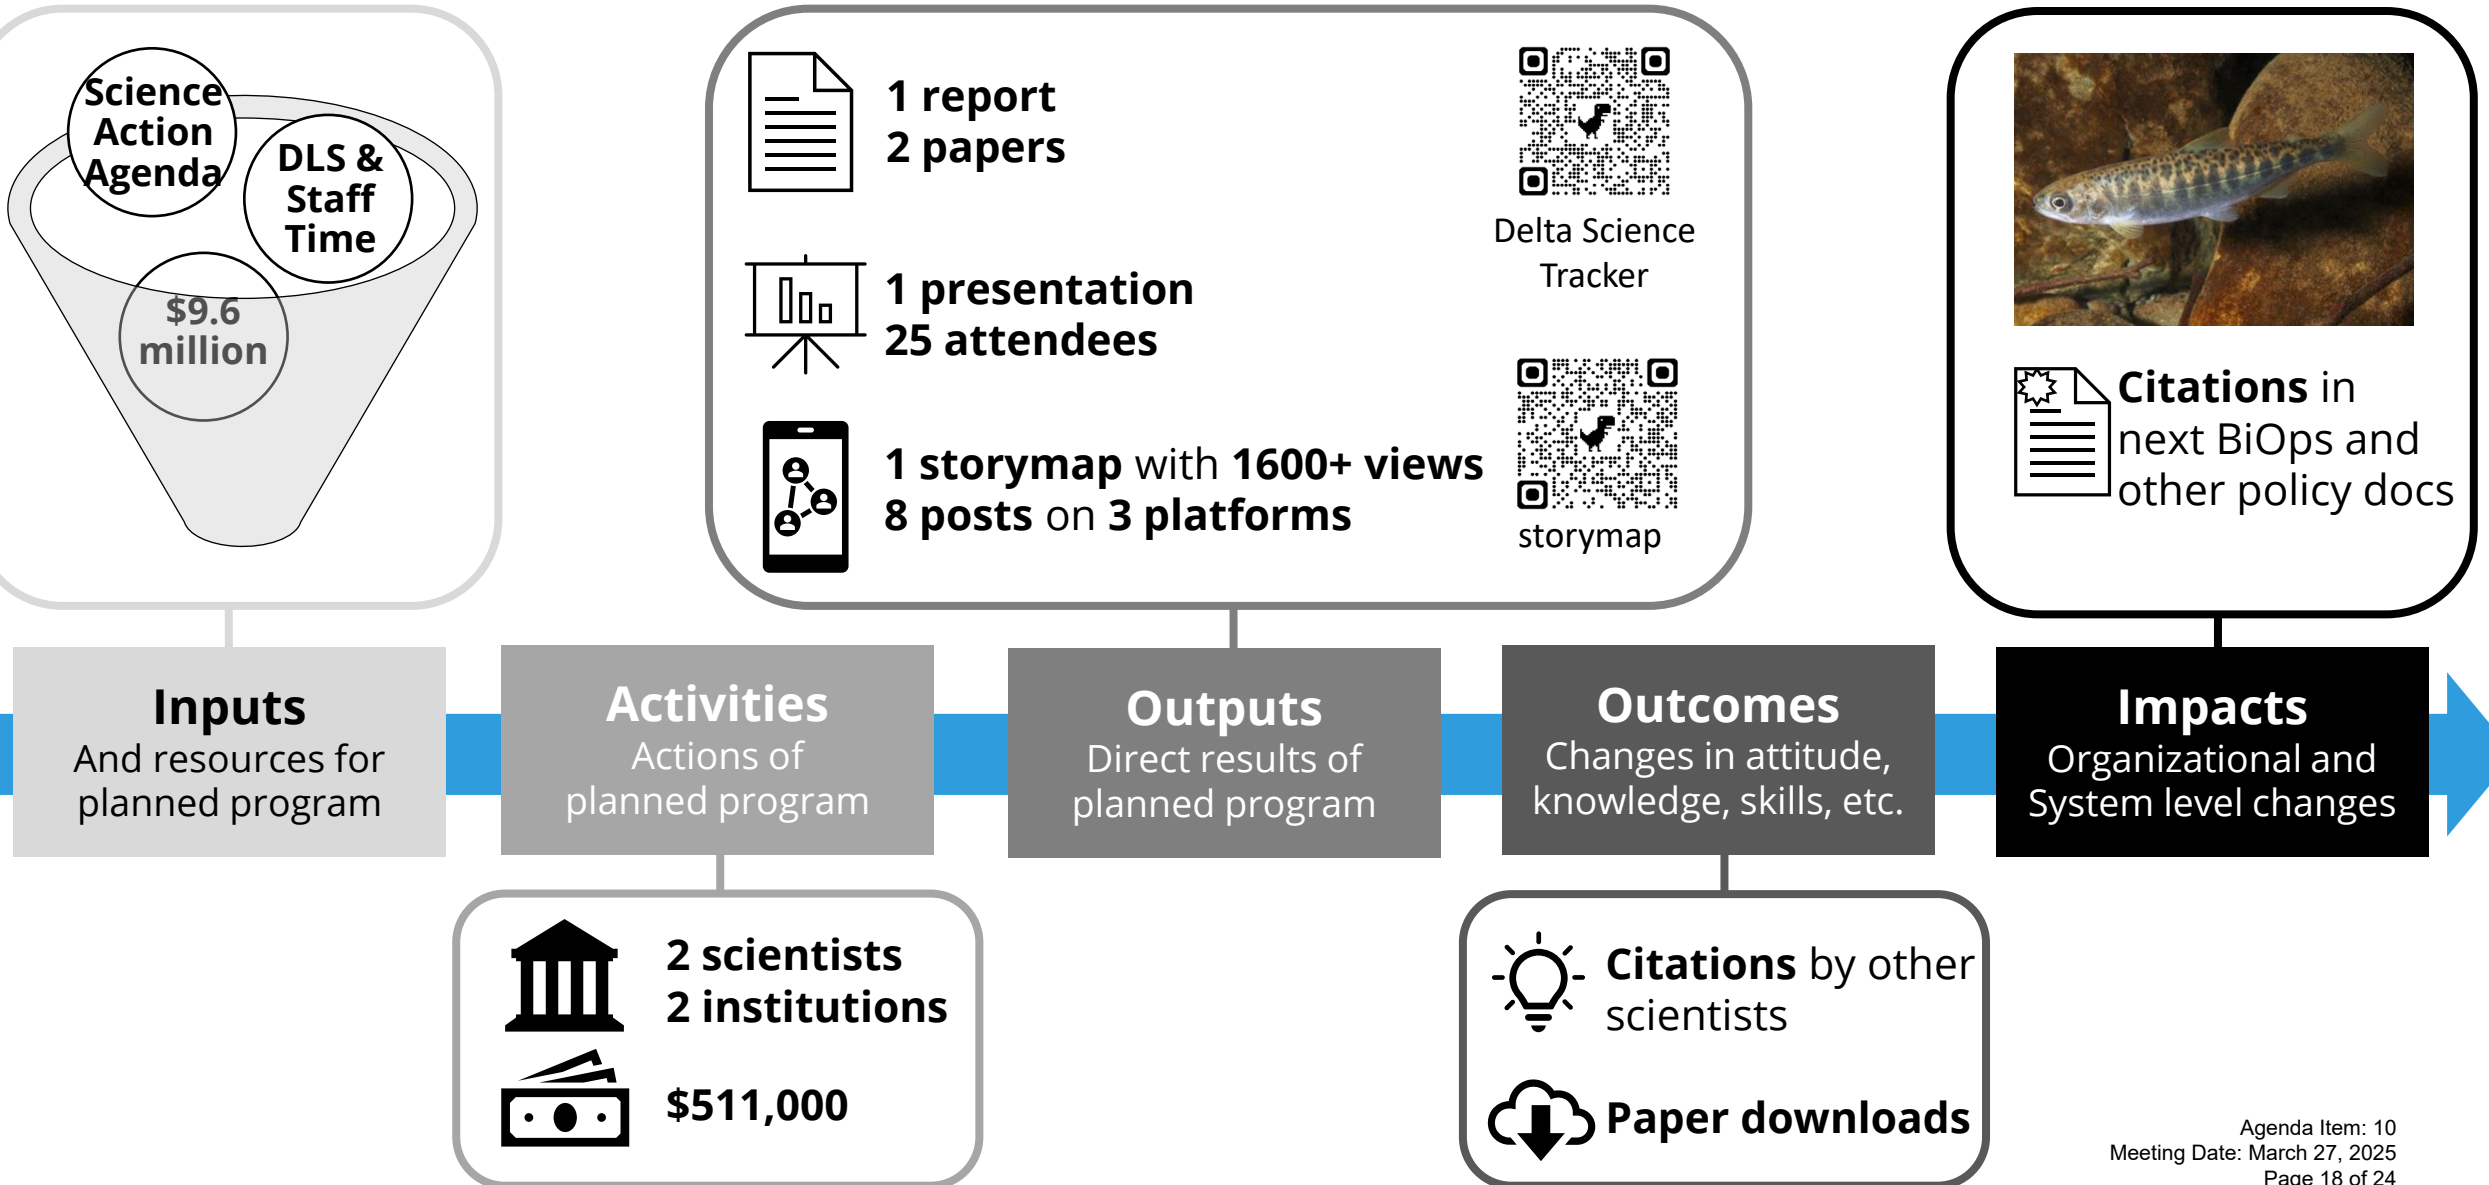 Science
Action
Agenda
DLS &
Staff
Time
$9.6
million
1 report
2 papers
1 presentation
25 attendees
1 storymap with 1600+ views
8 posts on 3 platforms
Delta Science
Tracker
storymap
Citations in
next BiOps and
other policy docs
Inputs
And resources for
planned program
Activities
Actions of
planned program
Outputs
Direct results of
planned program
Outcomes
Changes in attitude,
knowledge, skills, etc.
Impacts
Organizational and
System level changes
2 scientists
2 institutions
$511,000
Citations by other
scientists
Paper downloads
Agenda Item: 10
Meeting Date: March 27, 2025
Page 18 of 24